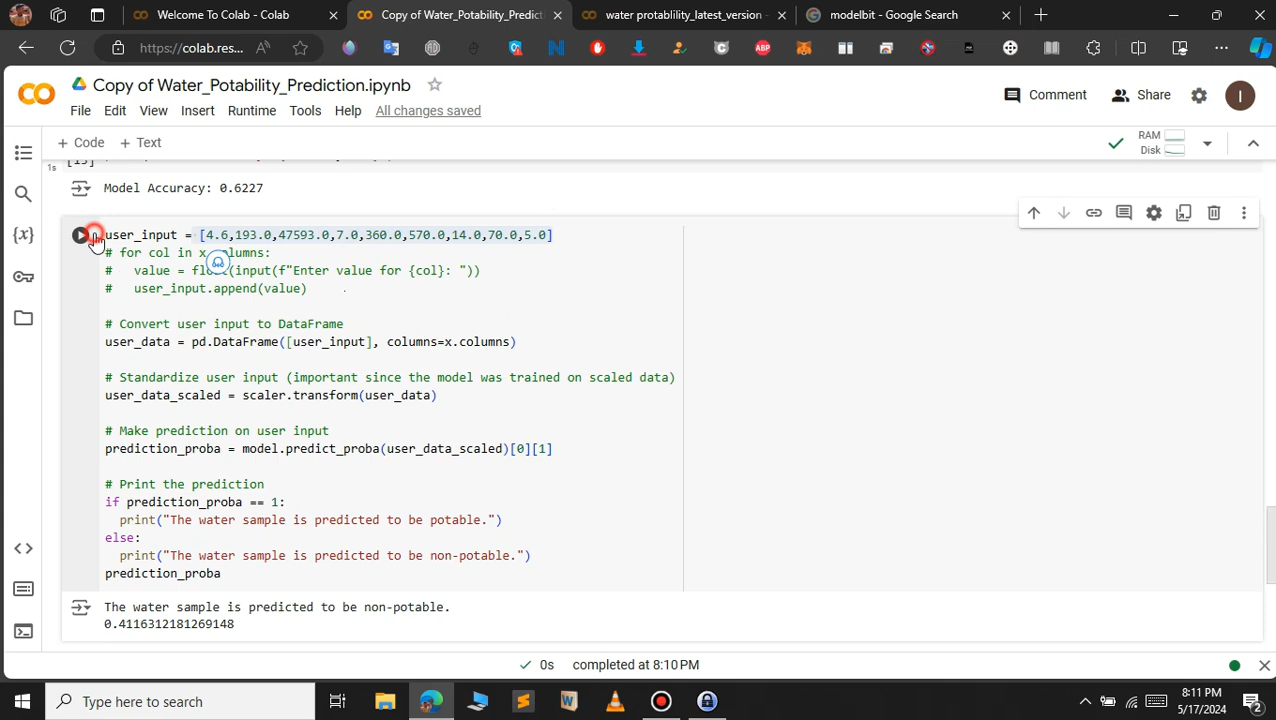 Welcome To Colab - Colab
Copy of Water_Potability_Predicti
water protablility_latest_version -
modelbit - Google Search
https://colab.res...
Copy of Water_Potability_Prediction.ipynb
Comment
Share
I
File Edit View Insert Runtime Tools Help All changes saved
+ Code + Text
RAM
Disk
1s
Model Accuracy: 0.6227
user_input = [4.6,193.0,47593.0,7.0,360.0,570.0,14.0,70.0,5.0]
# for col in x.columns:
# value = float(input(f"Enter value for {col}: "))
# user_input.append(value)
# Convert user input to DataFrame
user_data = pd.DataFrame([user_input], columns=x.columns)
# Standardize user input (important since the model was trained on scaled data)
user_data_scaled = scaler.transform(user_data)
# Make prediction on user input
prediction_proba = model.predict_proba(user_data_scaled)[0][1]
# Print the prediction
if prediction_proba == 1:
print("The water sample is predicted to be potable.")
else:
print("The water sample is predicted to be non-potable.")
prediction_proba
The water sample is predicted to be non-potable.
0.4116312181269148
0s completed at 8:10 PM
Type here to search
8:11 PM
5/17/2024
2